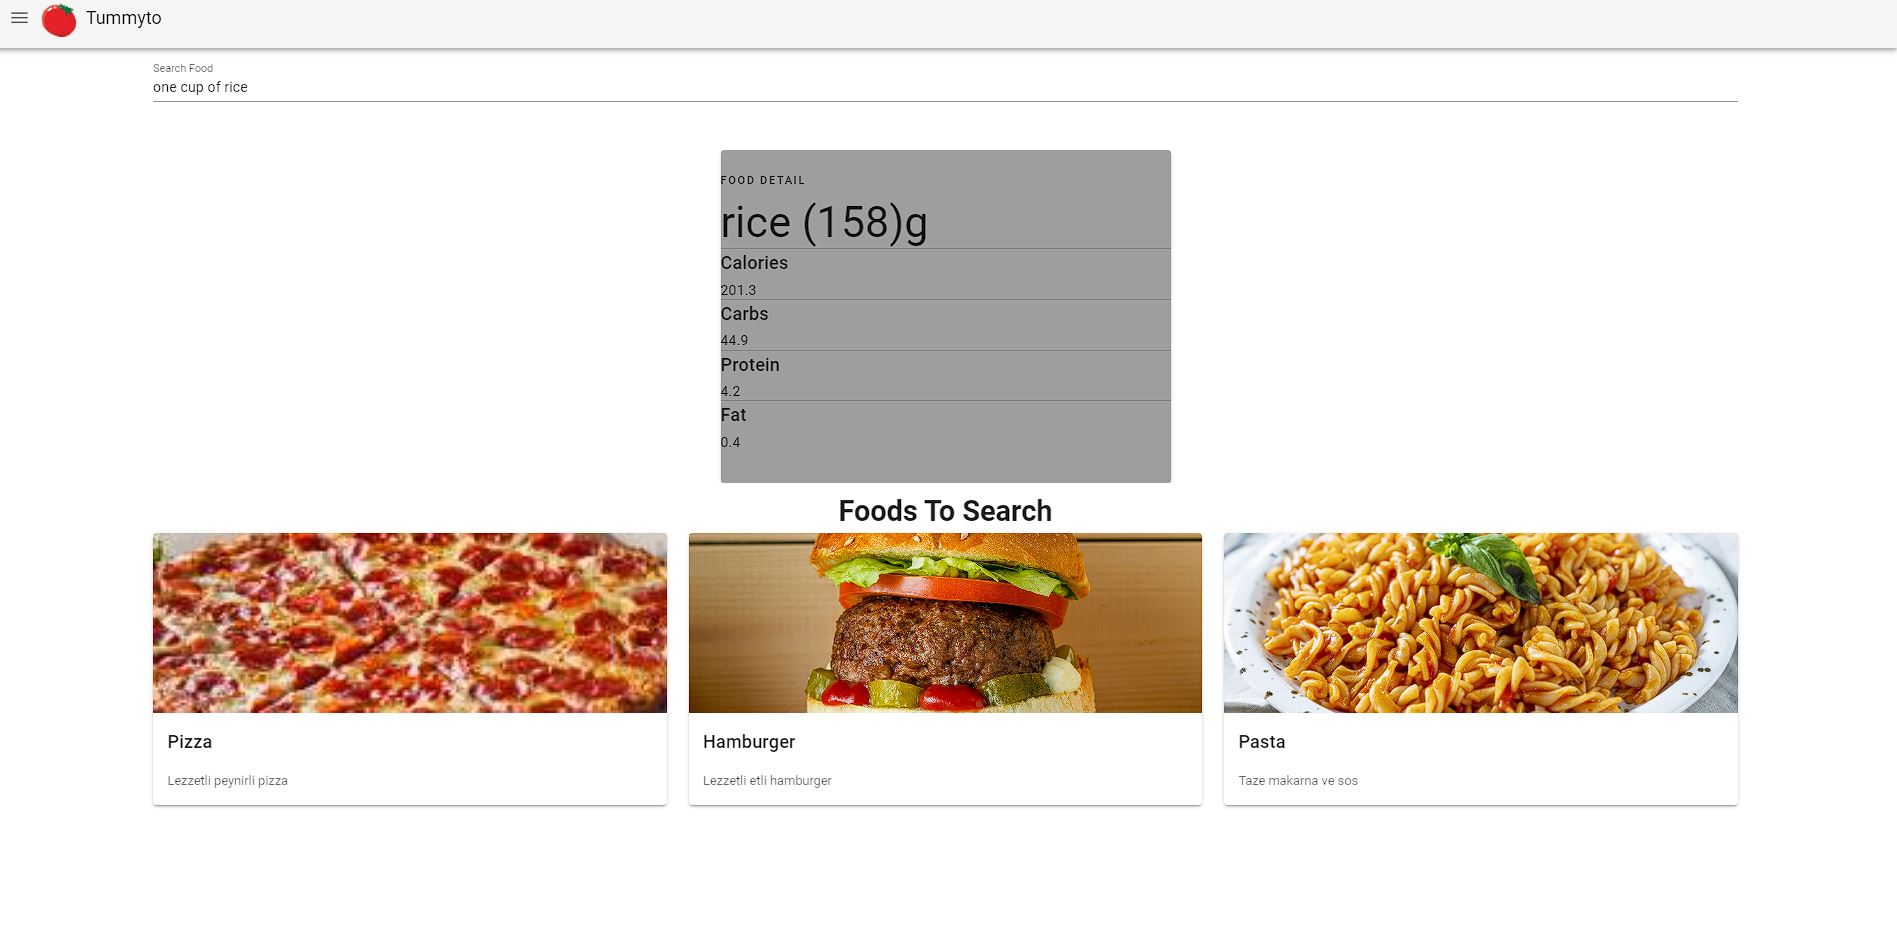 Tummyto
Search Food
one cup of rice
FOOD DETAIL
rice (158)g
Calories
201.3
Carbs
44.9
Protein
4.2
Fat
0.4
Foods To Search
Pizza
Lezzetli peynirli pizza
Hamburger
Lezzetli etli hamburger
Pasta
Taze makarna ve sos